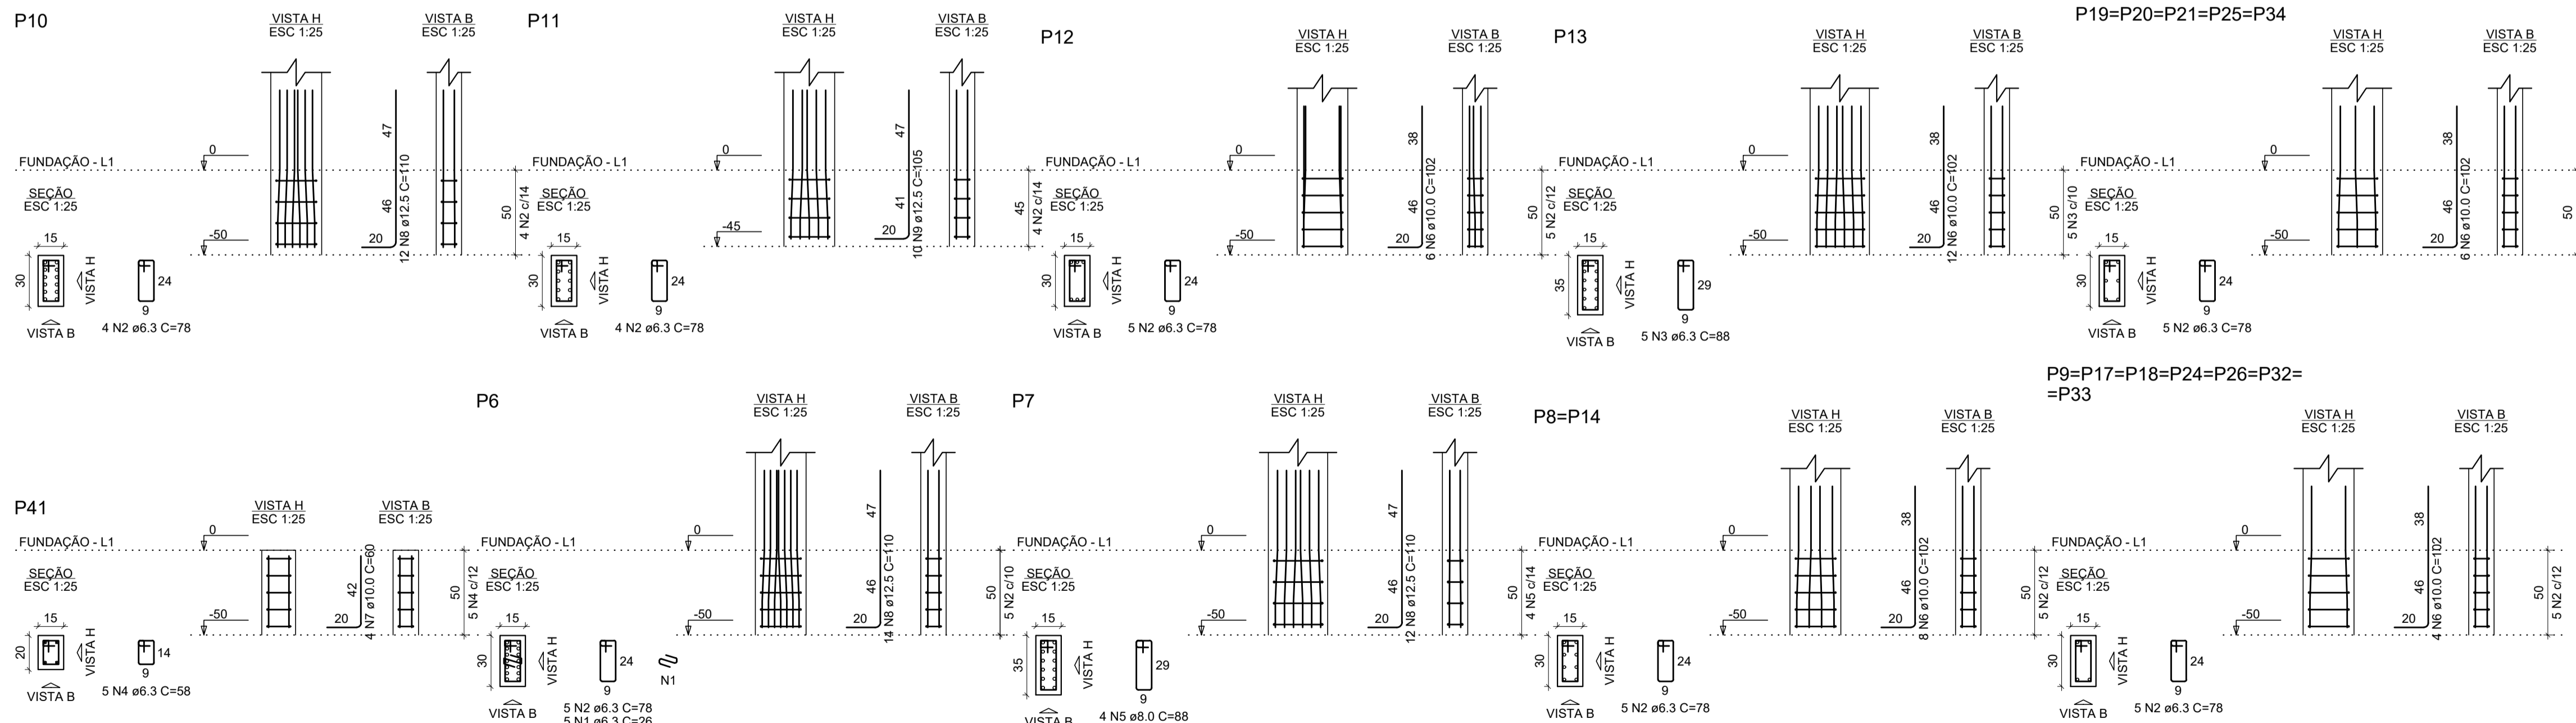 P10
VISTA H
ESC 1:25
VISTA B
ESC 1:25
47
0
FUNDAÇÃO - L1
SEÇÃO
ESC 1:25
46
12 N8 ø12.5 C=110
50
4 N2 c/14
20
-50
15
30
VISTA H
24
9
VISTA B
4 N2 ø6.3 C=78
P11
VISTA H
ESC 1:25
VISTA B
ESC 1:25
47
0
FUNDAÇÃO - L1
SEÇÃO
ESC 1:25
41
10 N9 ø12.5 C=105
45
4 N2 c/14
20
-45
15
30
VISTA H
24
9
VISTA B
4 N2 ø6.3 C=78
P12
VISTA H
ESC 1:25
VISTA B
ESC 1:25
38
0
FUNDAÇÃO - L1
SEÇÃO
ESC 1:25
46
6 N6 ø10.0 C=102
50
5 N2 c/12
20
-50
15
30
VISTA H
24
9
VISTA B
5 N2 ø6.3 C=78
P13
VISTA H
ESC 1:25
VISTA B
ESC 1:25
38
0
FUNDAÇÃO - L1
SEÇÃO
ESC 1:25
46
12 N6 ø10.0 C=102
50
5 N3 c/10
20
-50
15
35
VISTA H
29
9
VISTA B
5 N3 ø6.3 C=88
P19=P20=P21=P25=P34
VISTA H
ESC 1:25
VISTA B
ESC 1:25
38
0
FUNDAÇÃO - L1
SEÇÃO
ESC 1:25
46
6 N6 ø10.0 C=102
50
20
-50
15
30
VISTA H
24
9
VISTA B
5 N2 ø6.3 C=78
P41
VISTA H
ESC 1:25
VISTA B
ESC 1:25
0
FUNDAÇÃO - L1
SEÇÃO
ESC 1:25
42
4 N7 ø10.0 C=60
50
5 N4 c/12
20
-50
15
20
VISTA H
14
9
VISTA B
5 N4 ø6.3 C=58
P6
VISTA H
ESC 1:25
VISTA B
ESC 1:25
47
0
FUNDAÇÃO - L1
SEÇÃO
ESC 1:25
46
14 N8 ø12.5 C=110
50
5 N2 c/10
20
-50
15
30
VISTA H
24
9
N1
VISTA B
5 N2 ø6.3 C=78
5 N1 ø6.3 C=26
P7
VISTA H
ESC 1:25
VISTA B
ESC 1:25
47
0
FUNDAÇÃO - L1
SEÇÃO
ESC 1:25
46
12 N8 ø12.5 C=110
50
4 N5 c/14
20
-50
15
35
VISTA H
29
9
VISTA B
4 N5 ø8.0 C=88
P8=P14
VISTA H
ESC 1:25
VISTA B
ESC 1:25
38
0
FUNDAÇÃO - L1
SEÇÃO
ESC 1:25
46
8 N6 ø10.0 C=102
50
5 N2 c/12
20
-50
15
30
VISTA H
24
9
VISTA B
5 N2 ø6.3 C=78
P9=P17=P18=P24=P26=P32=
=P33
VISTA H
ESC 1:25
VISTA B
ESC 1:25
38
0
FUNDAÇÃO - L1
SEÇÃO
ESC 1:25
46
4 N6 ø10.0 C=102
50
5 N2 c/12
20
-50
15
30
VISTA H
24
9
VISTA B
5 N2 ø6.3 C=78